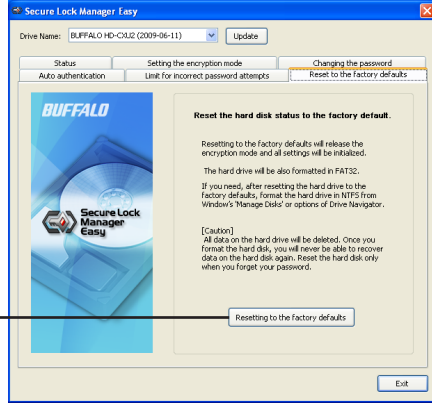 Secure Lock Manager Easy
Drive Name: BUFFALO HD-CXU2 (2009-06-11) Update
Status Setting the encryption mode Changing the password
Auto authentication Limit for incorrect password attempts Reset to the factory defaults
BUFFALO
Secure Lock
Manager
Easy
Reset the hard disk status to the factory default.
Resetting to the factory defaults will release the
encryption mode and all settings will be initialized.
The hard drive will be also formatted in FAT32.
If you need, after resetting the hard drive to the
factory defaults, format the hard drive in NTFS from
Window's 'Manage Disks' or options of Drive Navigator.
[Caution]
All data on the hard drive will be deleted. Once you
format the hard disk, you will never be able to recover
data on the hard disk again. Reset the hard disk only
when you forget your password.
Resetting to the factory defaults
Exit